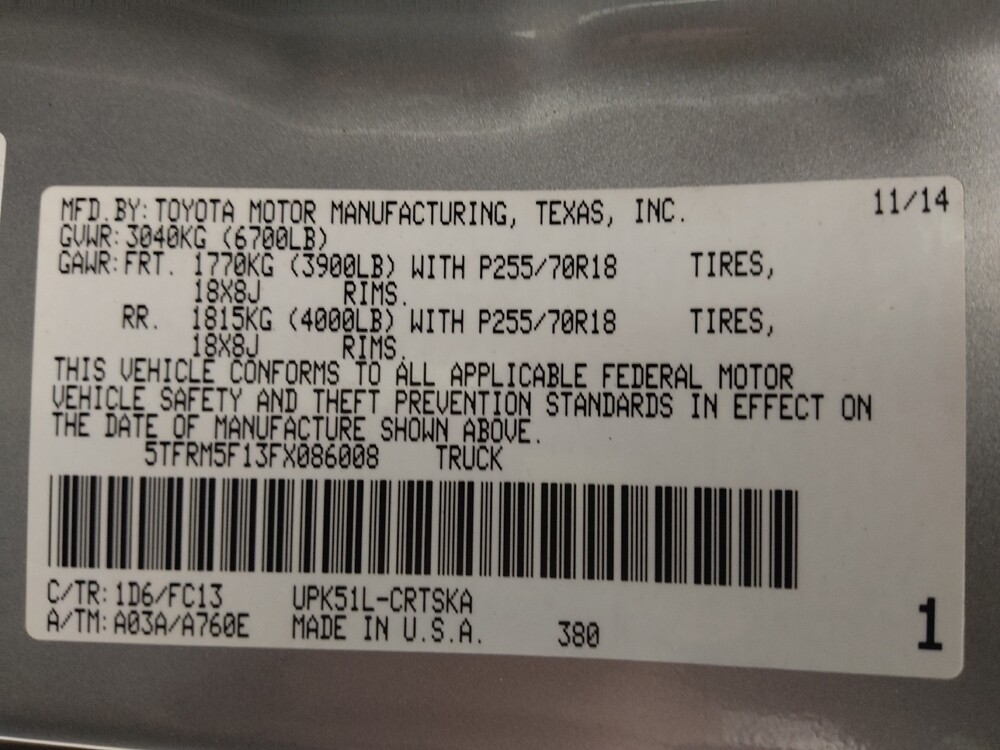 MFD.BY: TOYOTA MOTOR MANUFACTURING, TEXAS, INC. 11/14
GVWR: 3040KG (6700LB)
GAWR: FRT. 1770KG (3900LB) WITH P255/70R18 TIRES,
18X8J RIMS.
RR. 1815KG (4000LB) WITH P255/70R18 TIRES,
18X8J RIMS.
THIS VEHICLE CONFORMS TO ALL APPLICABLE FEDERAL MOTOR
VEHICLE SAFETY AND THEFT PREVENTION STANDARDS IN EFFECT ON
THE DATE OF MANUFACTURE SHOWN ABOVE.
5TFRM5F13FX086008 TRUCK
C/TR: 1D6/FC13 UPK51L-CRTSKA
A/TM: A03A/A760E MADE IN U.S.A. 380 1